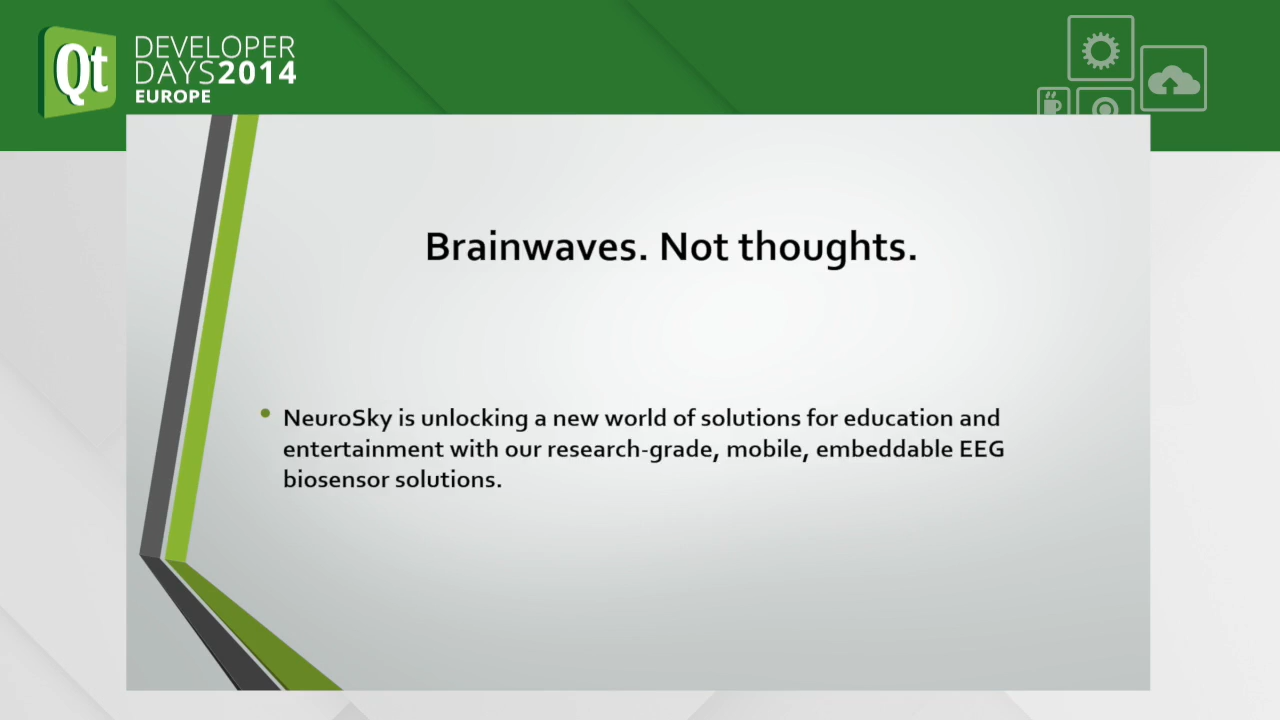 Qt
DEVELOPER
DAYS2014
EUROPE
Brainwaves. Not thoughts.
• NeuroSky is unlocking a new world of solutions for education and
entertainment with our research-grade, mobile, embeddable EEG
biosensor solutions.